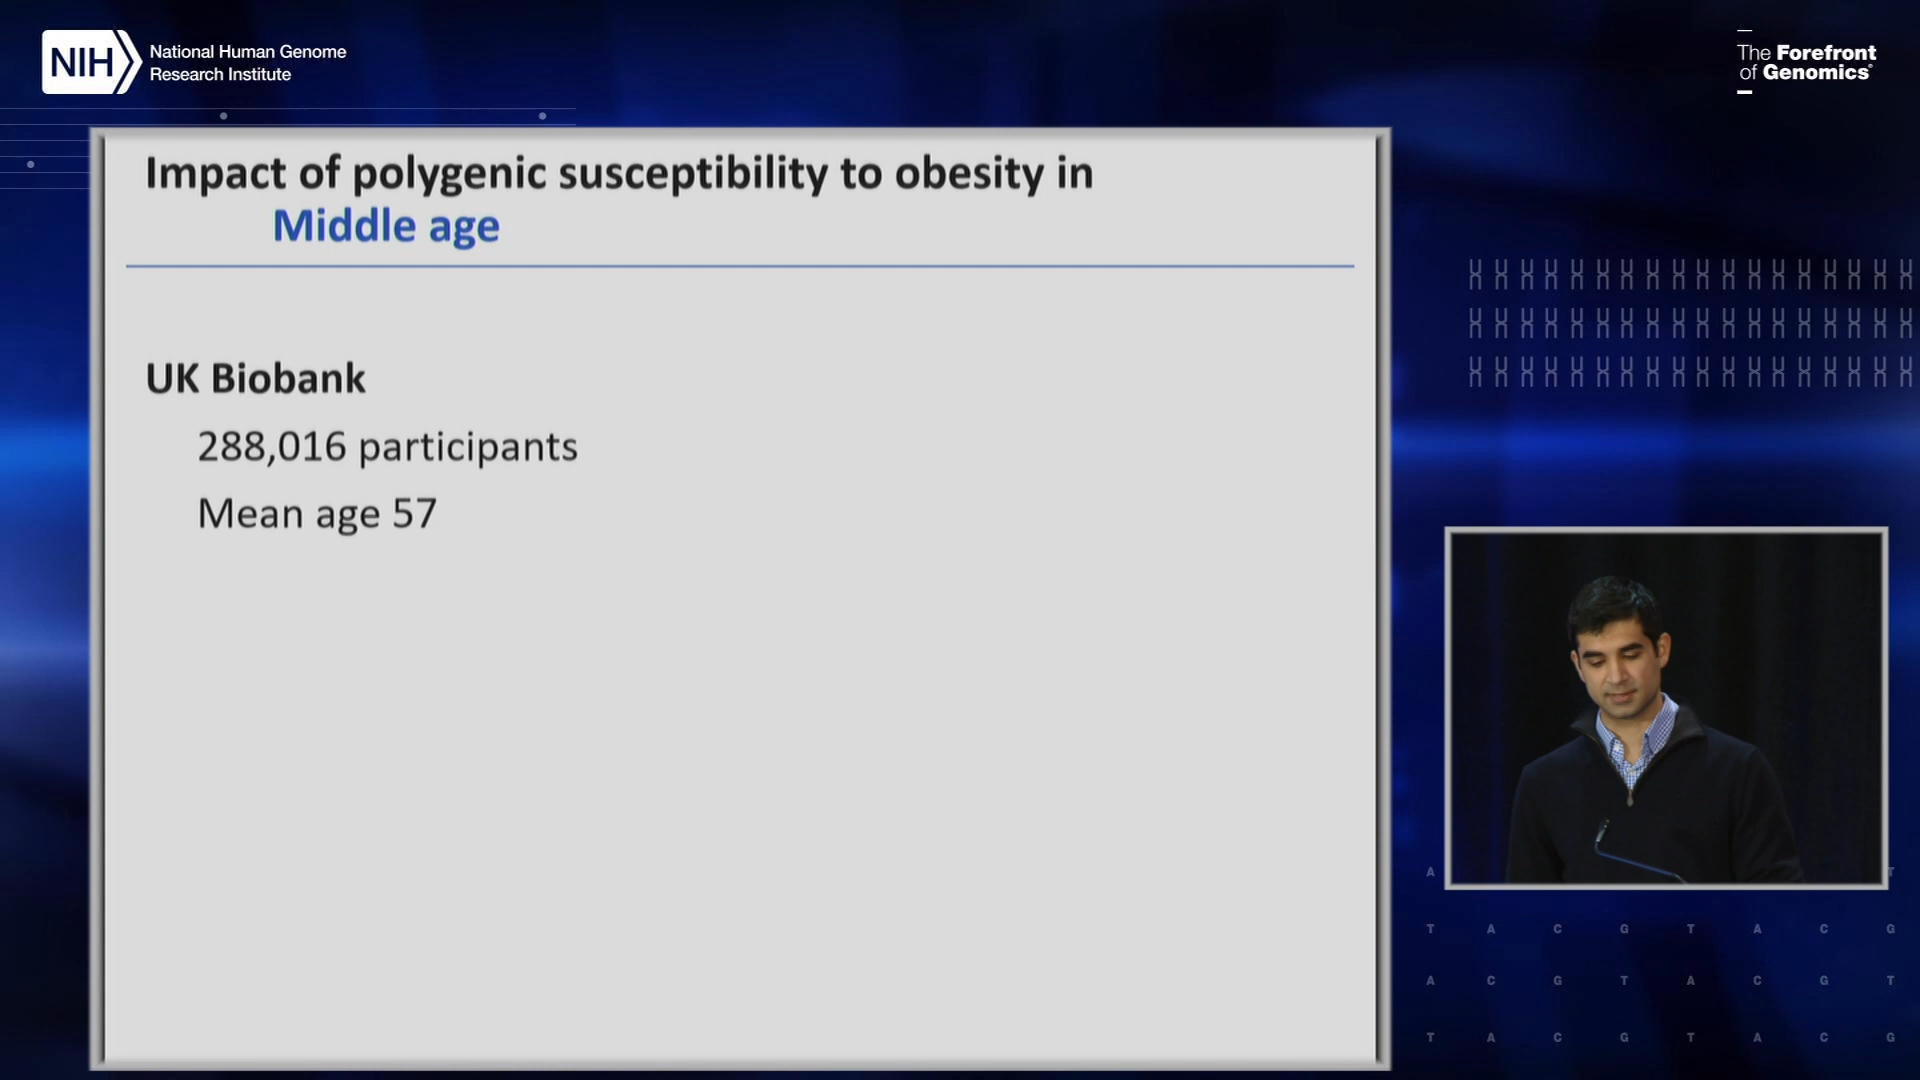 NIH
National Human Genome
Research Institute
The Forefront
of Genomics®
Impact of polygenic susceptibility to obesity in
Middle age
UK Biobank
288,016 participants
Mean age 57
A T
T A C G T A C G
A C G T A C G T
T A C G T A C G